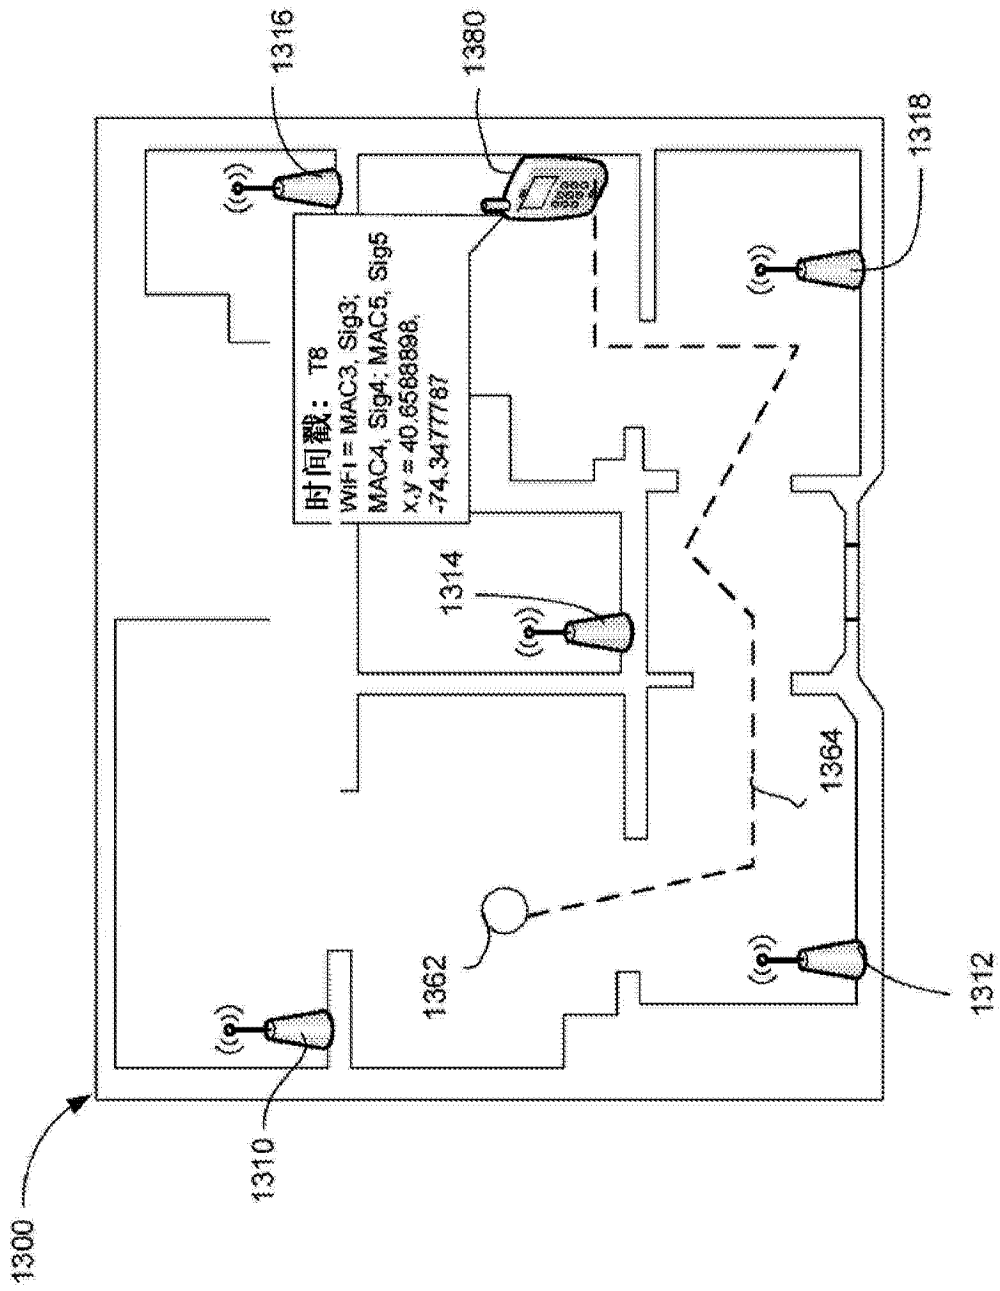 1300
1310
1312
1362
1364
1314
1316
1380
1318
时间戳： T8
WiFi = MAC3, Sig3;
MAC4, Sig4; MAC5, Sig5
x,y = 40.6588898,
-74.3477787